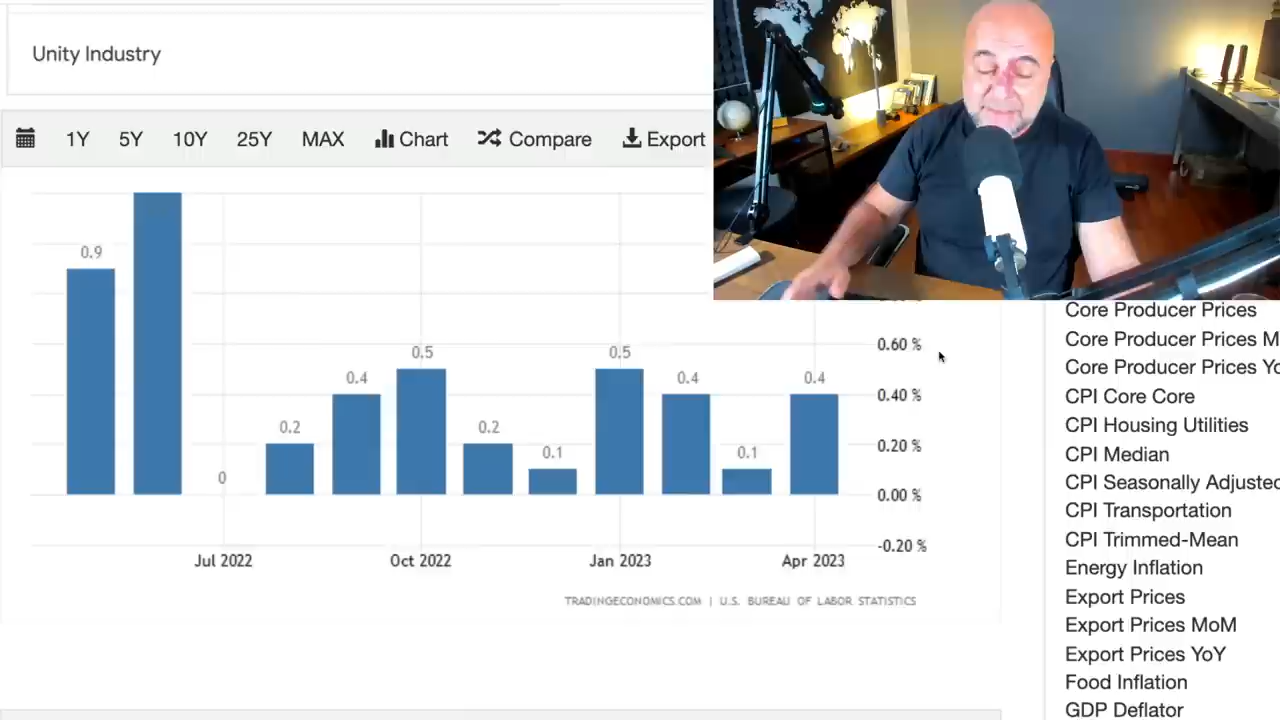 Unity Industry
1Y 5Y 10Y 25Y MAX Chart Compare Export
0.9
0
0.2
0.4
0.5
0.2
0.1
0.5
0.4
0.1
0.4
0.60 %
0.40 %
0.20 %
0.00 %
-0.20 %
Jul 2022 Oct 2022 Jan 2023 Apr 2023
TRADINGECONOMICS.COM | U.S. BUREAU OF LABOR STATISTICS
Core Producer Prices
Core Producer Prices M
Core Producer Prices Yo
CPI Core Core
CPI Housing Utilities
CPI Median
CPI Seasonally Adjusted
CPI Transportation
CPI Trimmed-Mean
Energy Inflation
Export Prices
Export Prices MoM
Export Prices YoY
Food Inflation
GDP Deflator